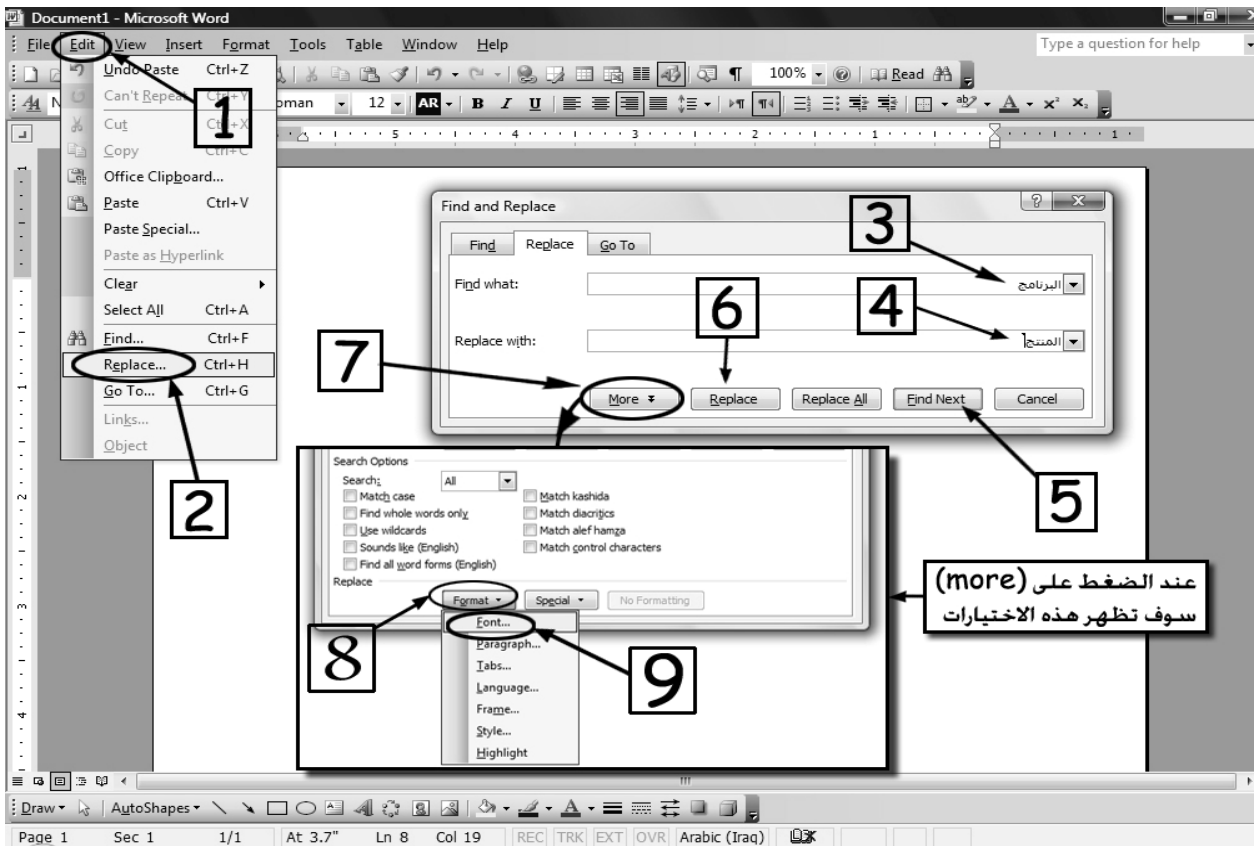 Document1 - Microsoft Word
File Edit View Insert Format Tools Table Window Help
Type a question for help
100%
Read
12
AR
B I U
Undo Paste Ctrl+Z
Can't Repeat Ctrl+Y
Cut Ctrl+X
Copy Ctrl+C
Office Clipboard...
Paste Ctrl+V
Paste Special...
Paste as Hyperlink
Clear
Select All Ctrl+A
Find... Ctrl+F
Replace... Ctrl+H
Go To... Ctrl+G
Links...
Object
1
2
5 4 3 2 1 1
Find and Replace
Find Replace Go To
3
Find what: البرنامج
6
4
Replace with: المنتج
7
More Replace Replace All Find Next Cancel
5
Search Options
Search: All
Match case Match kashida
Find whole words only Match diacritics
Use wildcards Match alef hamza
Sounds like (English) Match control characters
Find all word forms (English)
Replace
Format Special No Formatting
8
Font...
Paragraph...
Tabs...
Language...
Frame...
Style...
Highlight
9
عند الضغط على (more)
سوف تظهر هذه الاختيارات
Draw AutoShapes
Page 1 Sec 1 1/1 At 3.7" Ln 8 Col 19 REC TRK EXT OVR Arabic (Iraq)